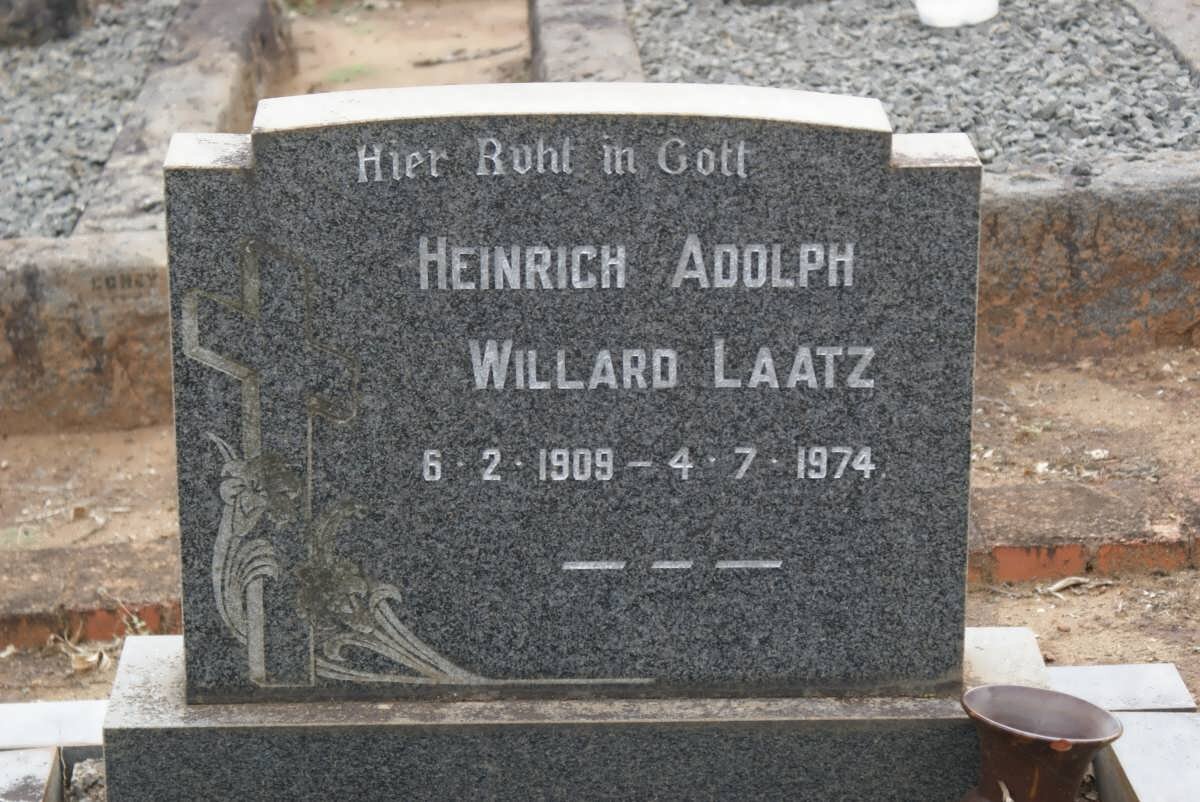 Hier Ruht in Gott
HEINRICH ADOLPH
WILLARD LAATZ
6·2·1909 – 4·7·1974